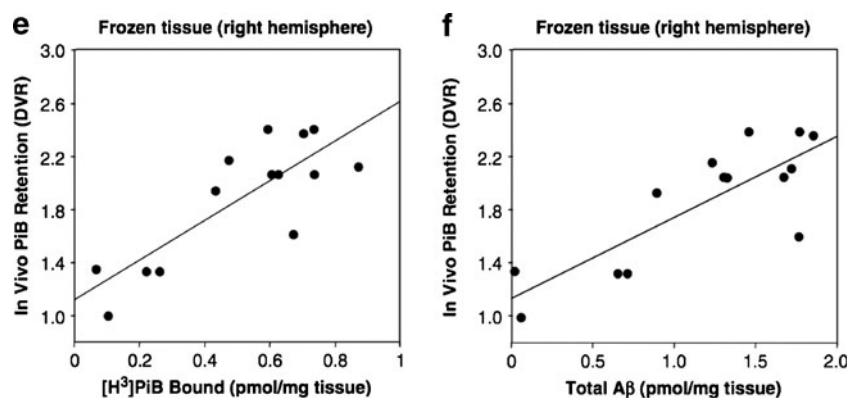 e
Frozen tissue (right hemisphere)
In Vivo PiB Retention (DVR)
3.0
2.6
2.2
1.8
1.4
1.0
0
0.2
0.4
0.6
0.8
1
[H³]PiB Bound (pmol/mg tissue)
f
Frozen tissue (right hemisphere)
In Vivo PiB Retention (DVR)
3.0
2.6
2.2
1.8
1.4
1.0
0
0.5
1.0
1.5
2.0
Total Aβ (pmol/mg tissue)